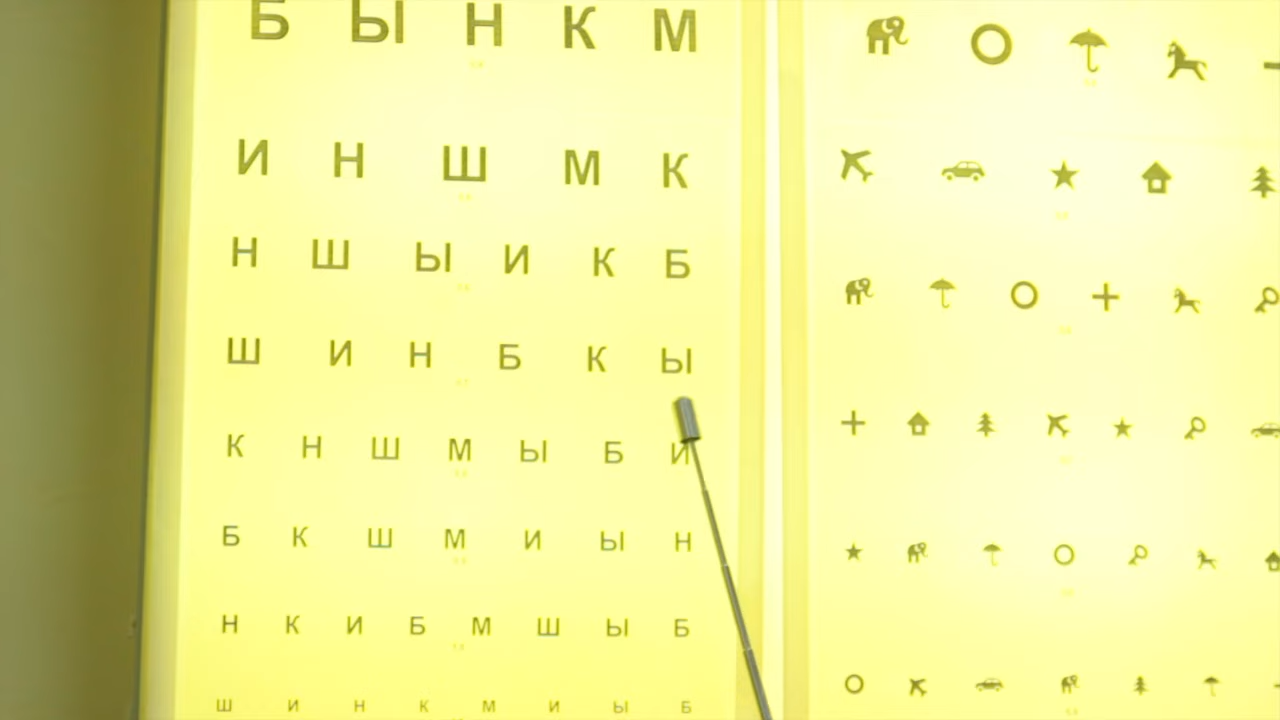 Б Ы Н К М
И Н Ш М К
Н Ш Ы И К Б
Ш И Н Б К Ы
К Н Ш М Ы Б И
Б К Ш М И Ы Н
Н К И Б М Ш Ы Б
Ш И Н К М И Ы Б